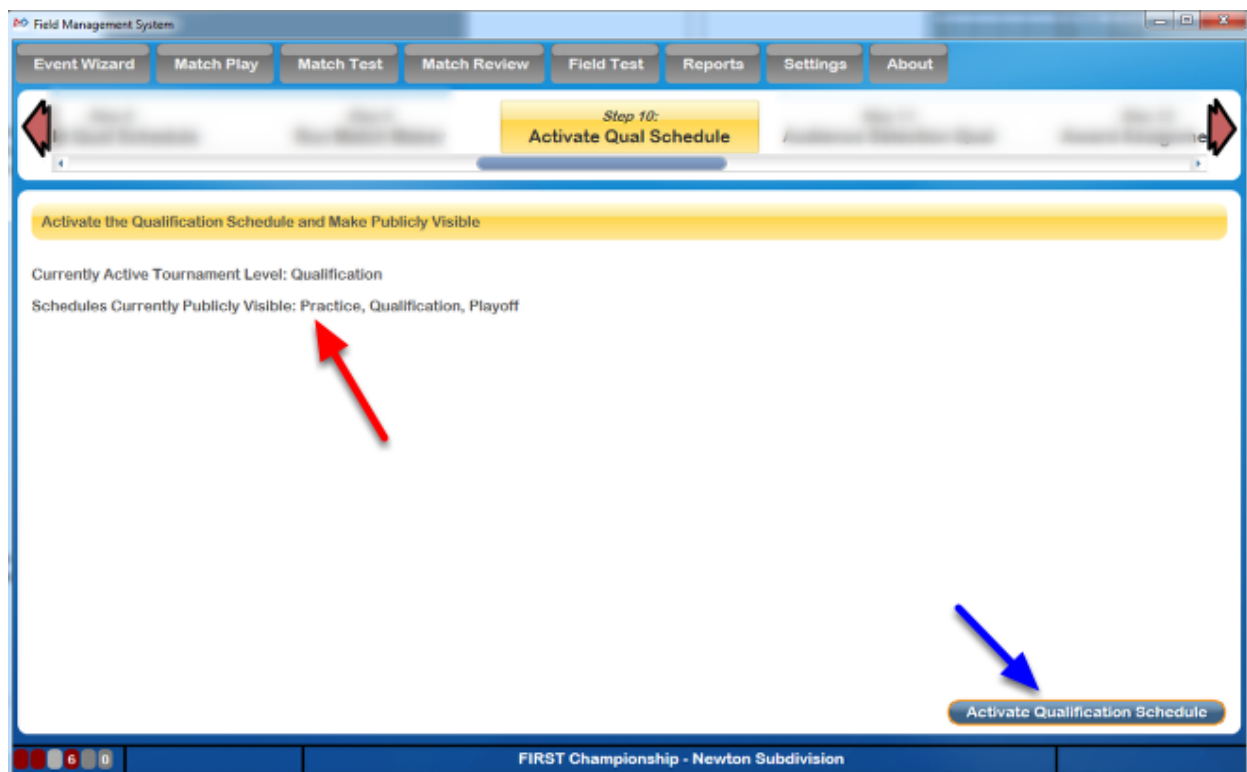 Field Management System
Event Wizard Match Play Match Test Match Review Field Test Reports Settings About
Step 10:
Activate Qual Schedule
Activate the Qualification Schedule and Make Publicly Visible
Currently Active Tournament Level: Qualification
Schedules Currently Publicly Visible: Practice, Qualification, Playoff
Activate Qualification Schedule
6 0 FIRST Championship - Newton Subdivision